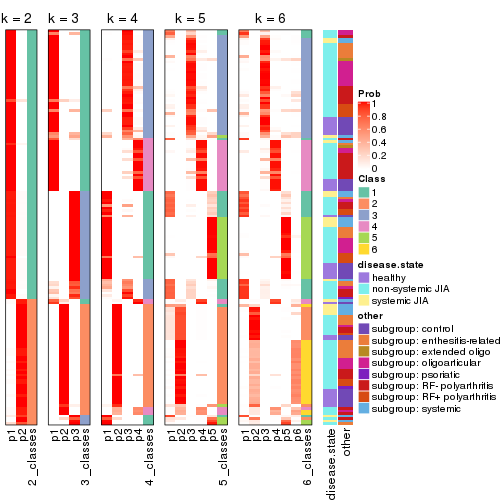 k = 2 k = 3 k = 4 k = 5 k = 6
Prob
1
0.8
0.6
0.4
0.2
0
Class
1
2
3
4
5
6
disease.state
healthy
non-systemic JIA
systemic JIA
other
subgroup: control
subgroup: enthesitis-related
subgroup: extended oligo
subgroup: oligoarticular
subgroup: psoriatic
subgroup: RF- polyarthritis
subgroup: RF+ polyarthritis
subgroup: systemic
p1 p2 2_classes p1 p2 p3 3_classes p1 p2 p3 p4 4_classes p1 p2 p3 p4 p5 5_classes p1 p2 p3 p4 p5 p6 6_classes disease.state other